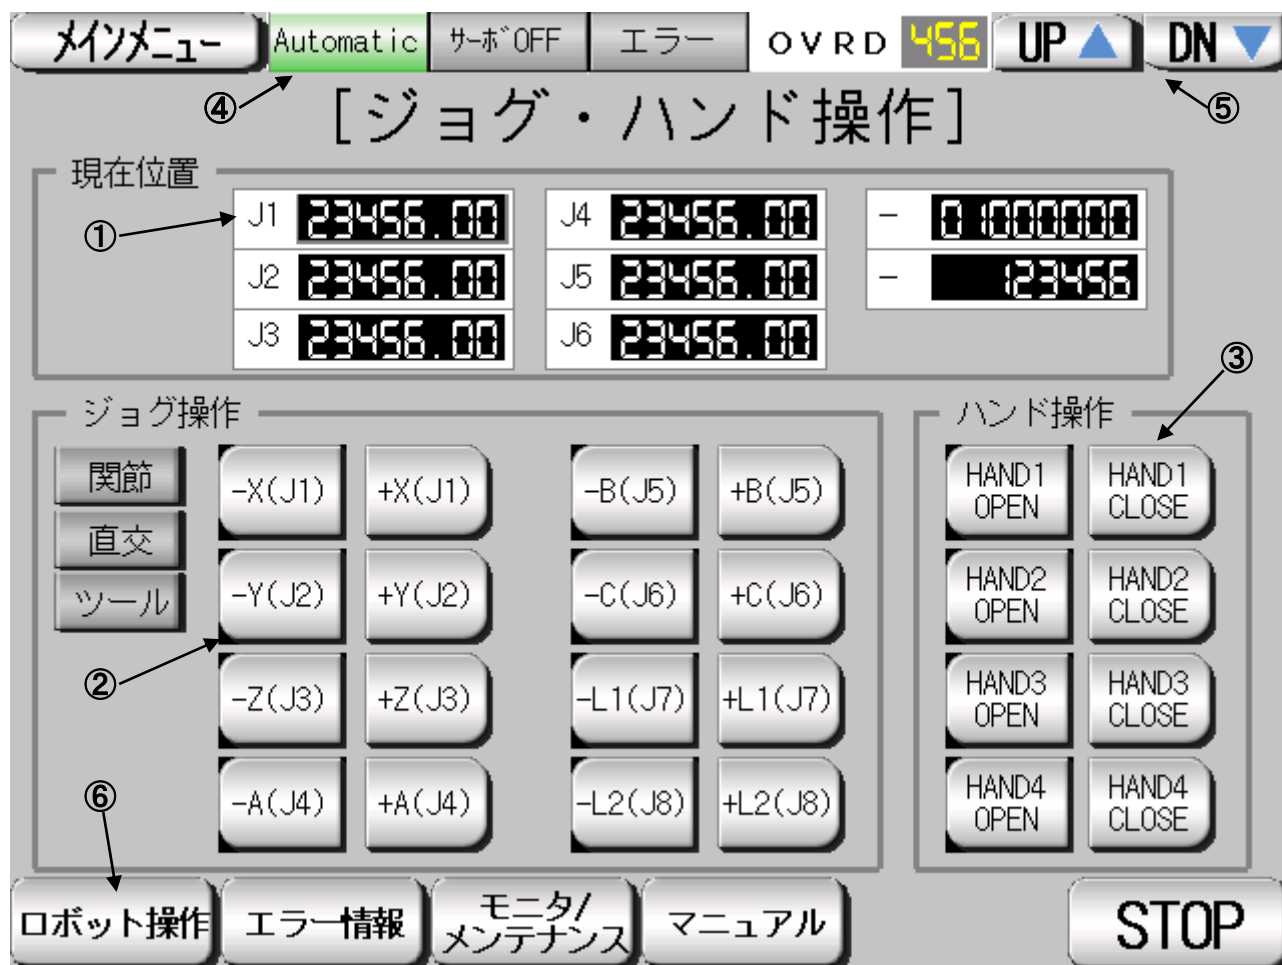 メインメニュー Automatic サーボOFF エラー OVRD 456 UP DN
④ ⑤
[ジョグ・ハンド操作]
現在位置
①
J1 23456.00 J4 23456.00 - 01000000
J2 23456.00 J5 23456.00 - 123456
J3 23456.00 J6 23456.00
③
ジョグ操作 ハンド操作
関節
直交
ツール
②
-X(J1) +X(J1) -B(J5) +B(J5)
-Y(J2) +Y(J2) -C(J6) +C(J6)
-Z(J3) +Z(J3) -L1(J7) +L1(J7)
-A(J4) +A(J4) -L2(J8) +L2(J8)
HAND1 OPEN HAND1 CLOSE
HAND2 OPEN HAND2 CLOSE
HAND3 OPEN HAND3 CLOSE
HAND4 OPEN HAND4 CLOSE
⑥
ロボット操作 エラー情報 モニタ/メンテナンス マニュアル STOP